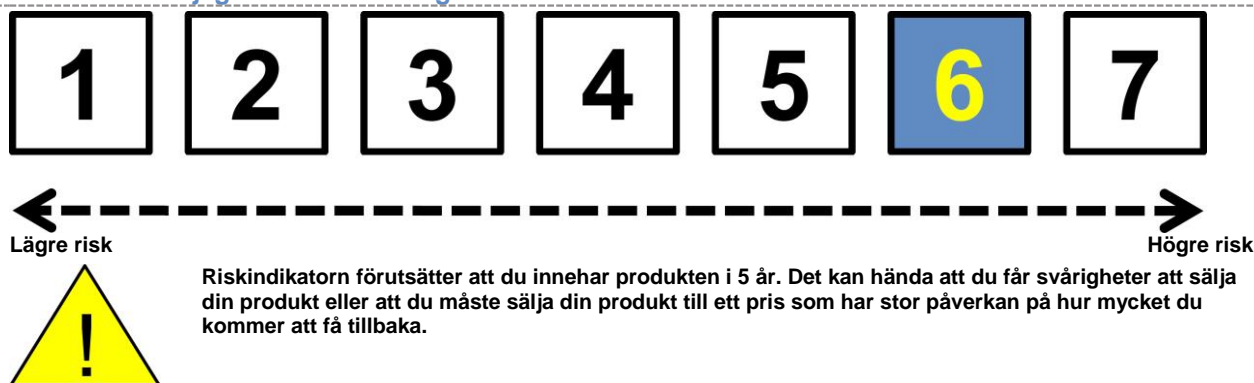 1 2 3 4 5 6 7
Lägre risk Högre risk
Riskindikatorn förutsätter att du innehar produkten i 5 år. Det kan hända att du får svårigheter att sälja
din produkt eller att du måste sälja din produkt till ett pris som har stor påverkan på hur mycket du
kommer att få tillbaka.
!